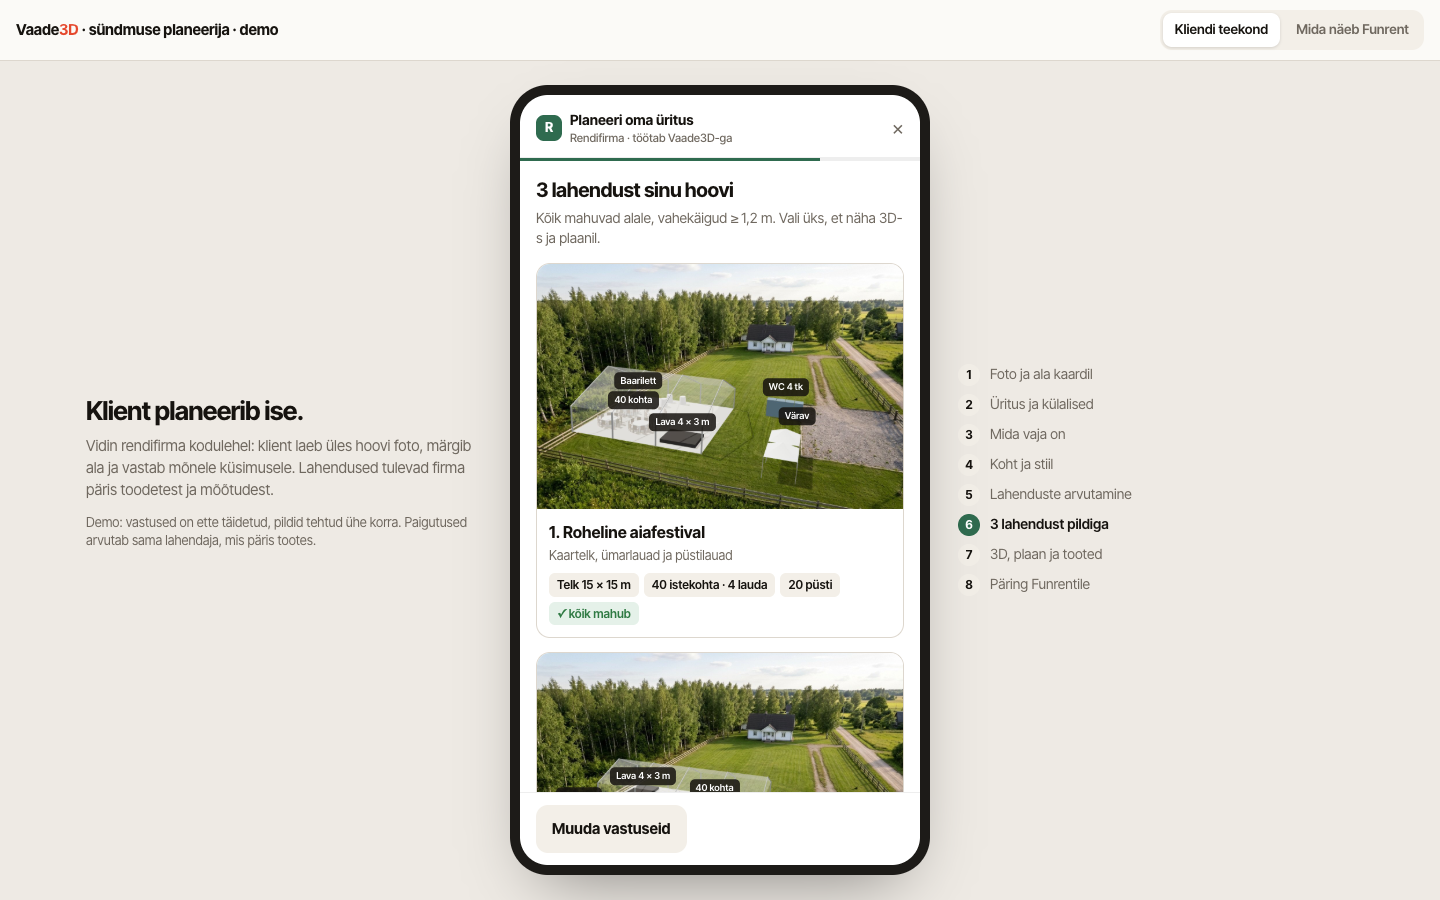 Vaade3D · sündmuse planeerija · demo
Kliendi teekond
Mida näeb Funrent
Klient planeerib ise.
Vidin rendifirma kodulehel: klient laeb üles hoovi foto, märgib
ala ja vastab mõnele küsimusele. Lahendused tulevad firma
päris toodetest ja mõõtudest.
Demo: vastused on ette täidetud, pildid tehtud ühe korra. Paigutused
arvutab sama lahendaja, mis päris tootes.
R
Planeeri oma üritus
Rendifirma · töötab Vaade3D-ga
×
3 lahendust sinu hoovi
Kõik mahuvad alale, vahekäigud ≥ 1,2 m. Vali üks, et näha 3D-
s ja plaanil.
Baarilett
40 kohta
Lava 4 × 3 m
WC 4 tk
Värav
1. Roheline aiafestival
Kaartelk, ümarlauad ja püstilauad
Telk 15 × 15 m
40 istekohta · 4 lauda
20 püsti
✓ kõik mahub
Lava 4 × 3 m
40 kohta
Muuda vastuseid
1 Foto ja ala kaardil
2 Üritus ja külalised
3 Mida vaja on
4 Koht ja stiil
5 Lahenduste arvutamine
6 3 lahendust pildiga
7 3D, plaan ja tooted
8 Päring Funrentile